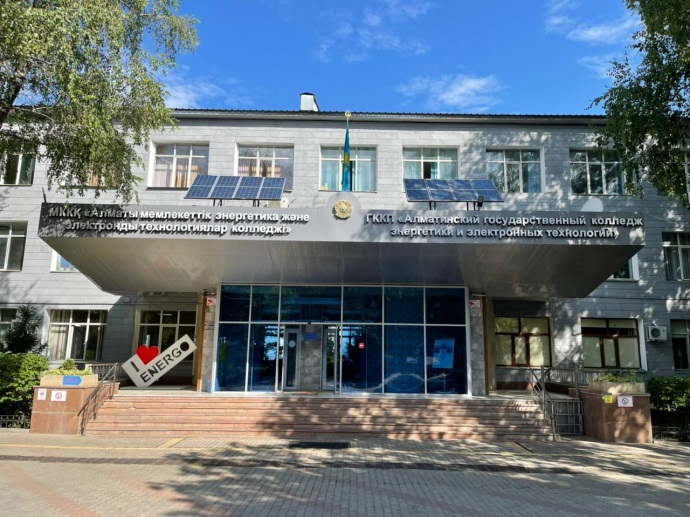 МКҚК «Алматы мемлекеттік энергетика және
электронды технологиялар колледжі»
ГККП «Алматинский государственный колледж
энергетики и электронных технологий»
I
ENERGO